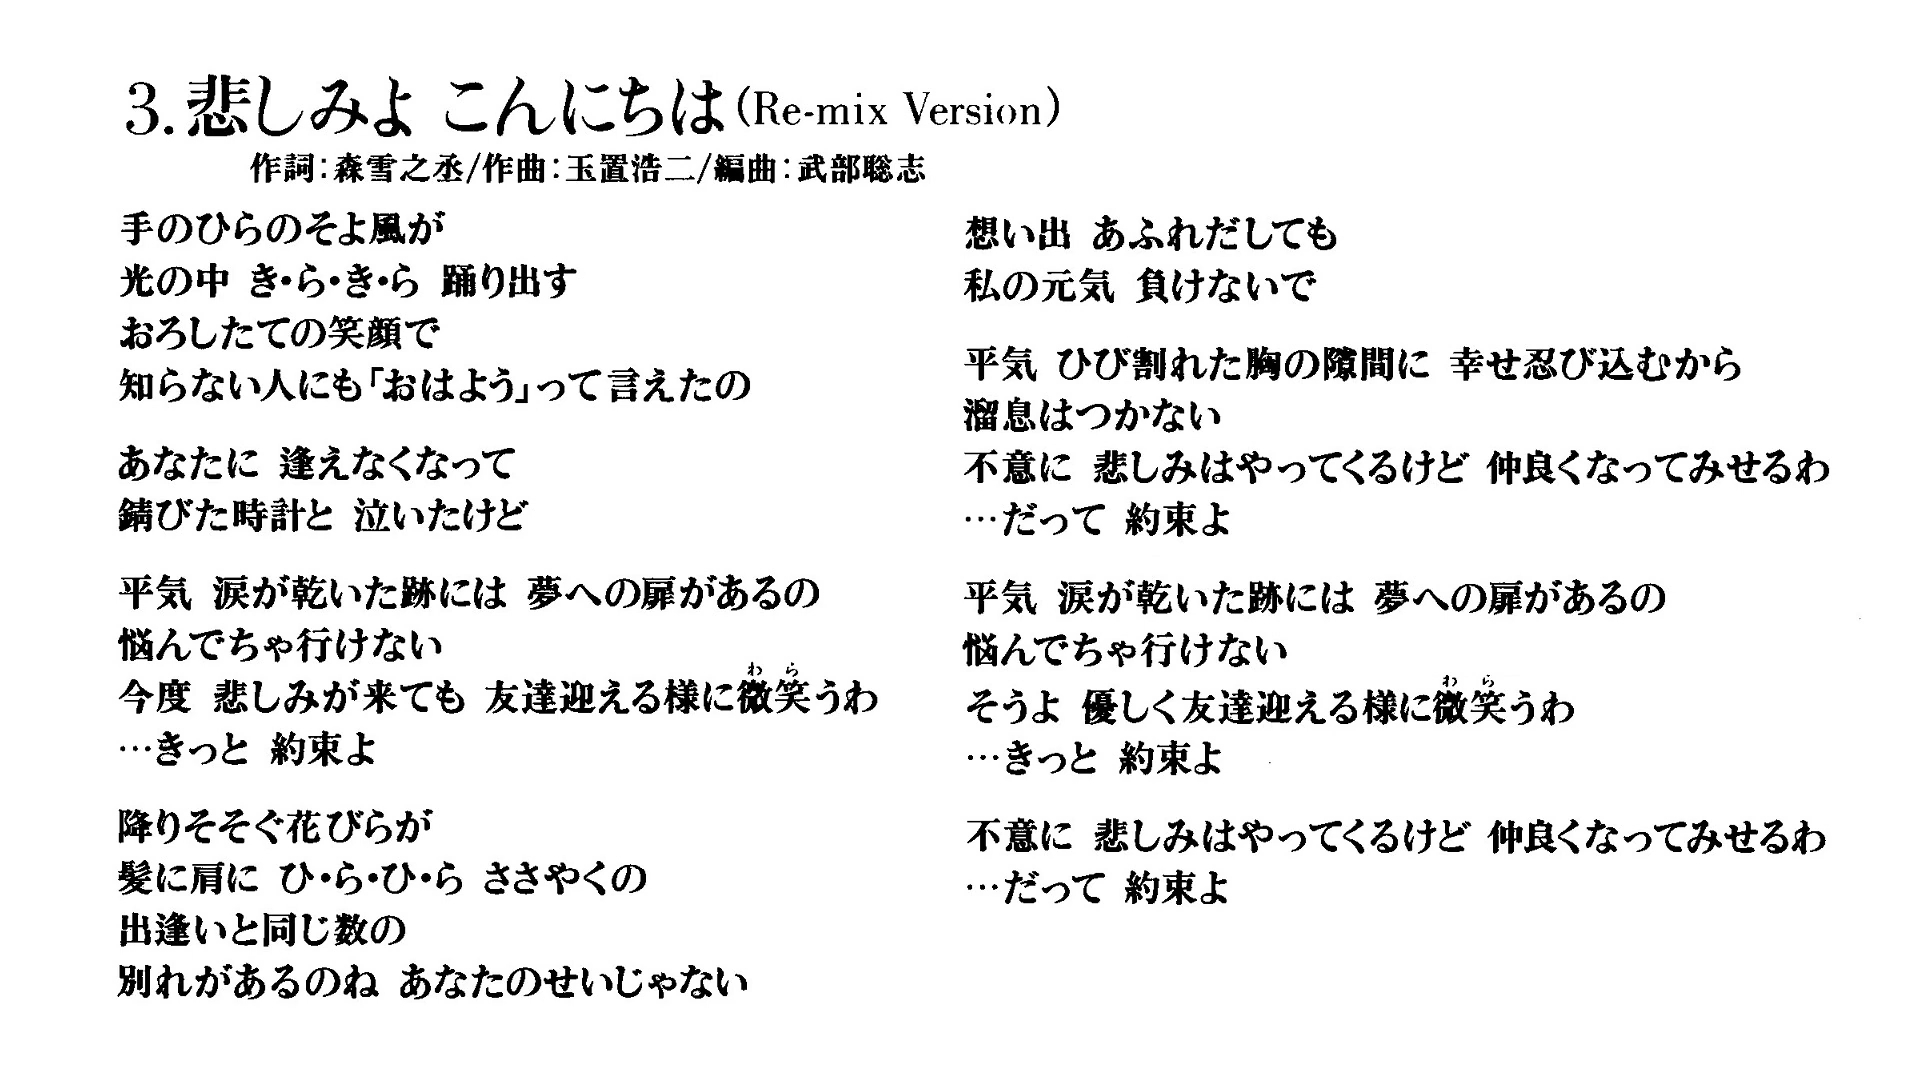 3.悲しみよ こんにちは(Re-mix Version)
作詞:森雪之丞/作曲:玉置浩二/編曲:武部聡志
手のひらのそよ風が
光の中 き・ら・き・ら 踊り出す
おろしたての笑顔で
知らない人にも「おはよう」って言えたの
あなたに 逢えなくなって
錆びた時計と 泣いたけど
平気 涙が乾いた跡には 夢への扉があるの
悩んでちゃ行けない
わら
今度 悲しみが来ても 友達迎える様に微笑うわ
…きっと 約束よ
降りそそぐ花びらが
髪に肩に ひ・ら・ひ・ら ささやくの
出逢いと同じ数の
別れがあるのね あなたのせいじゃない
想い出 あふれだしても
私の元気 負けないで
平気 ひび割れた胸の隙間に 幸せ忍び込むから
溜息はつかない
不意に 悲しみはやってくるけど 仲良くなってみせるわ
…だって 約束よ
平気 涙が乾いた跡には 夢への扉があるの
悩んでちゃ行けない
わら
そうよ 優しく友達迎える様に微笑うわ
…きっと 約束よ
不意に 悲しみはやってくるけど 仲良くなってみせるわ
…だって 約束よ